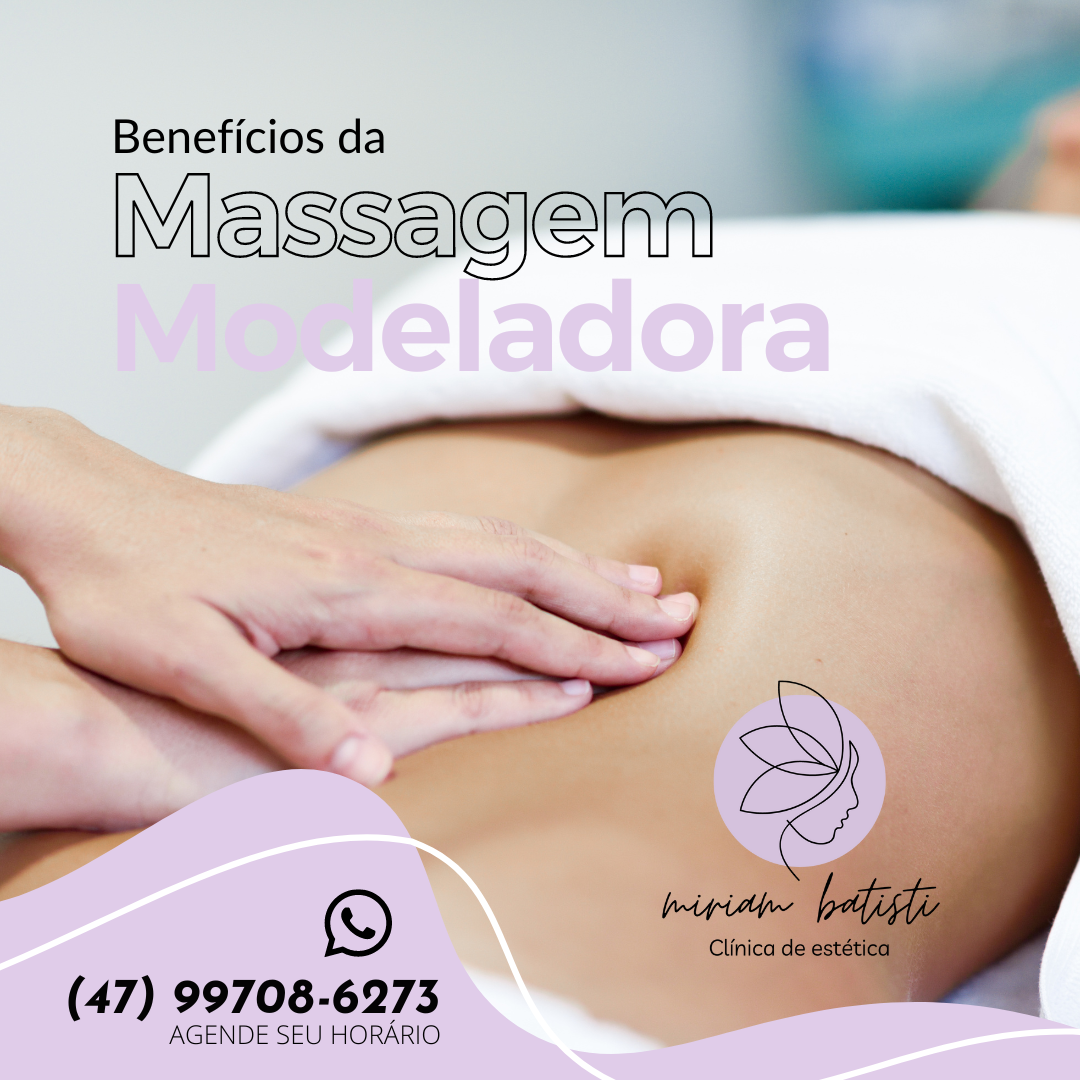 Benefícios da
Massagem
Modeladora
miriam batisti
Clínica de estética
(47) 99708-6273
AGENDE SEU HORÁRIO